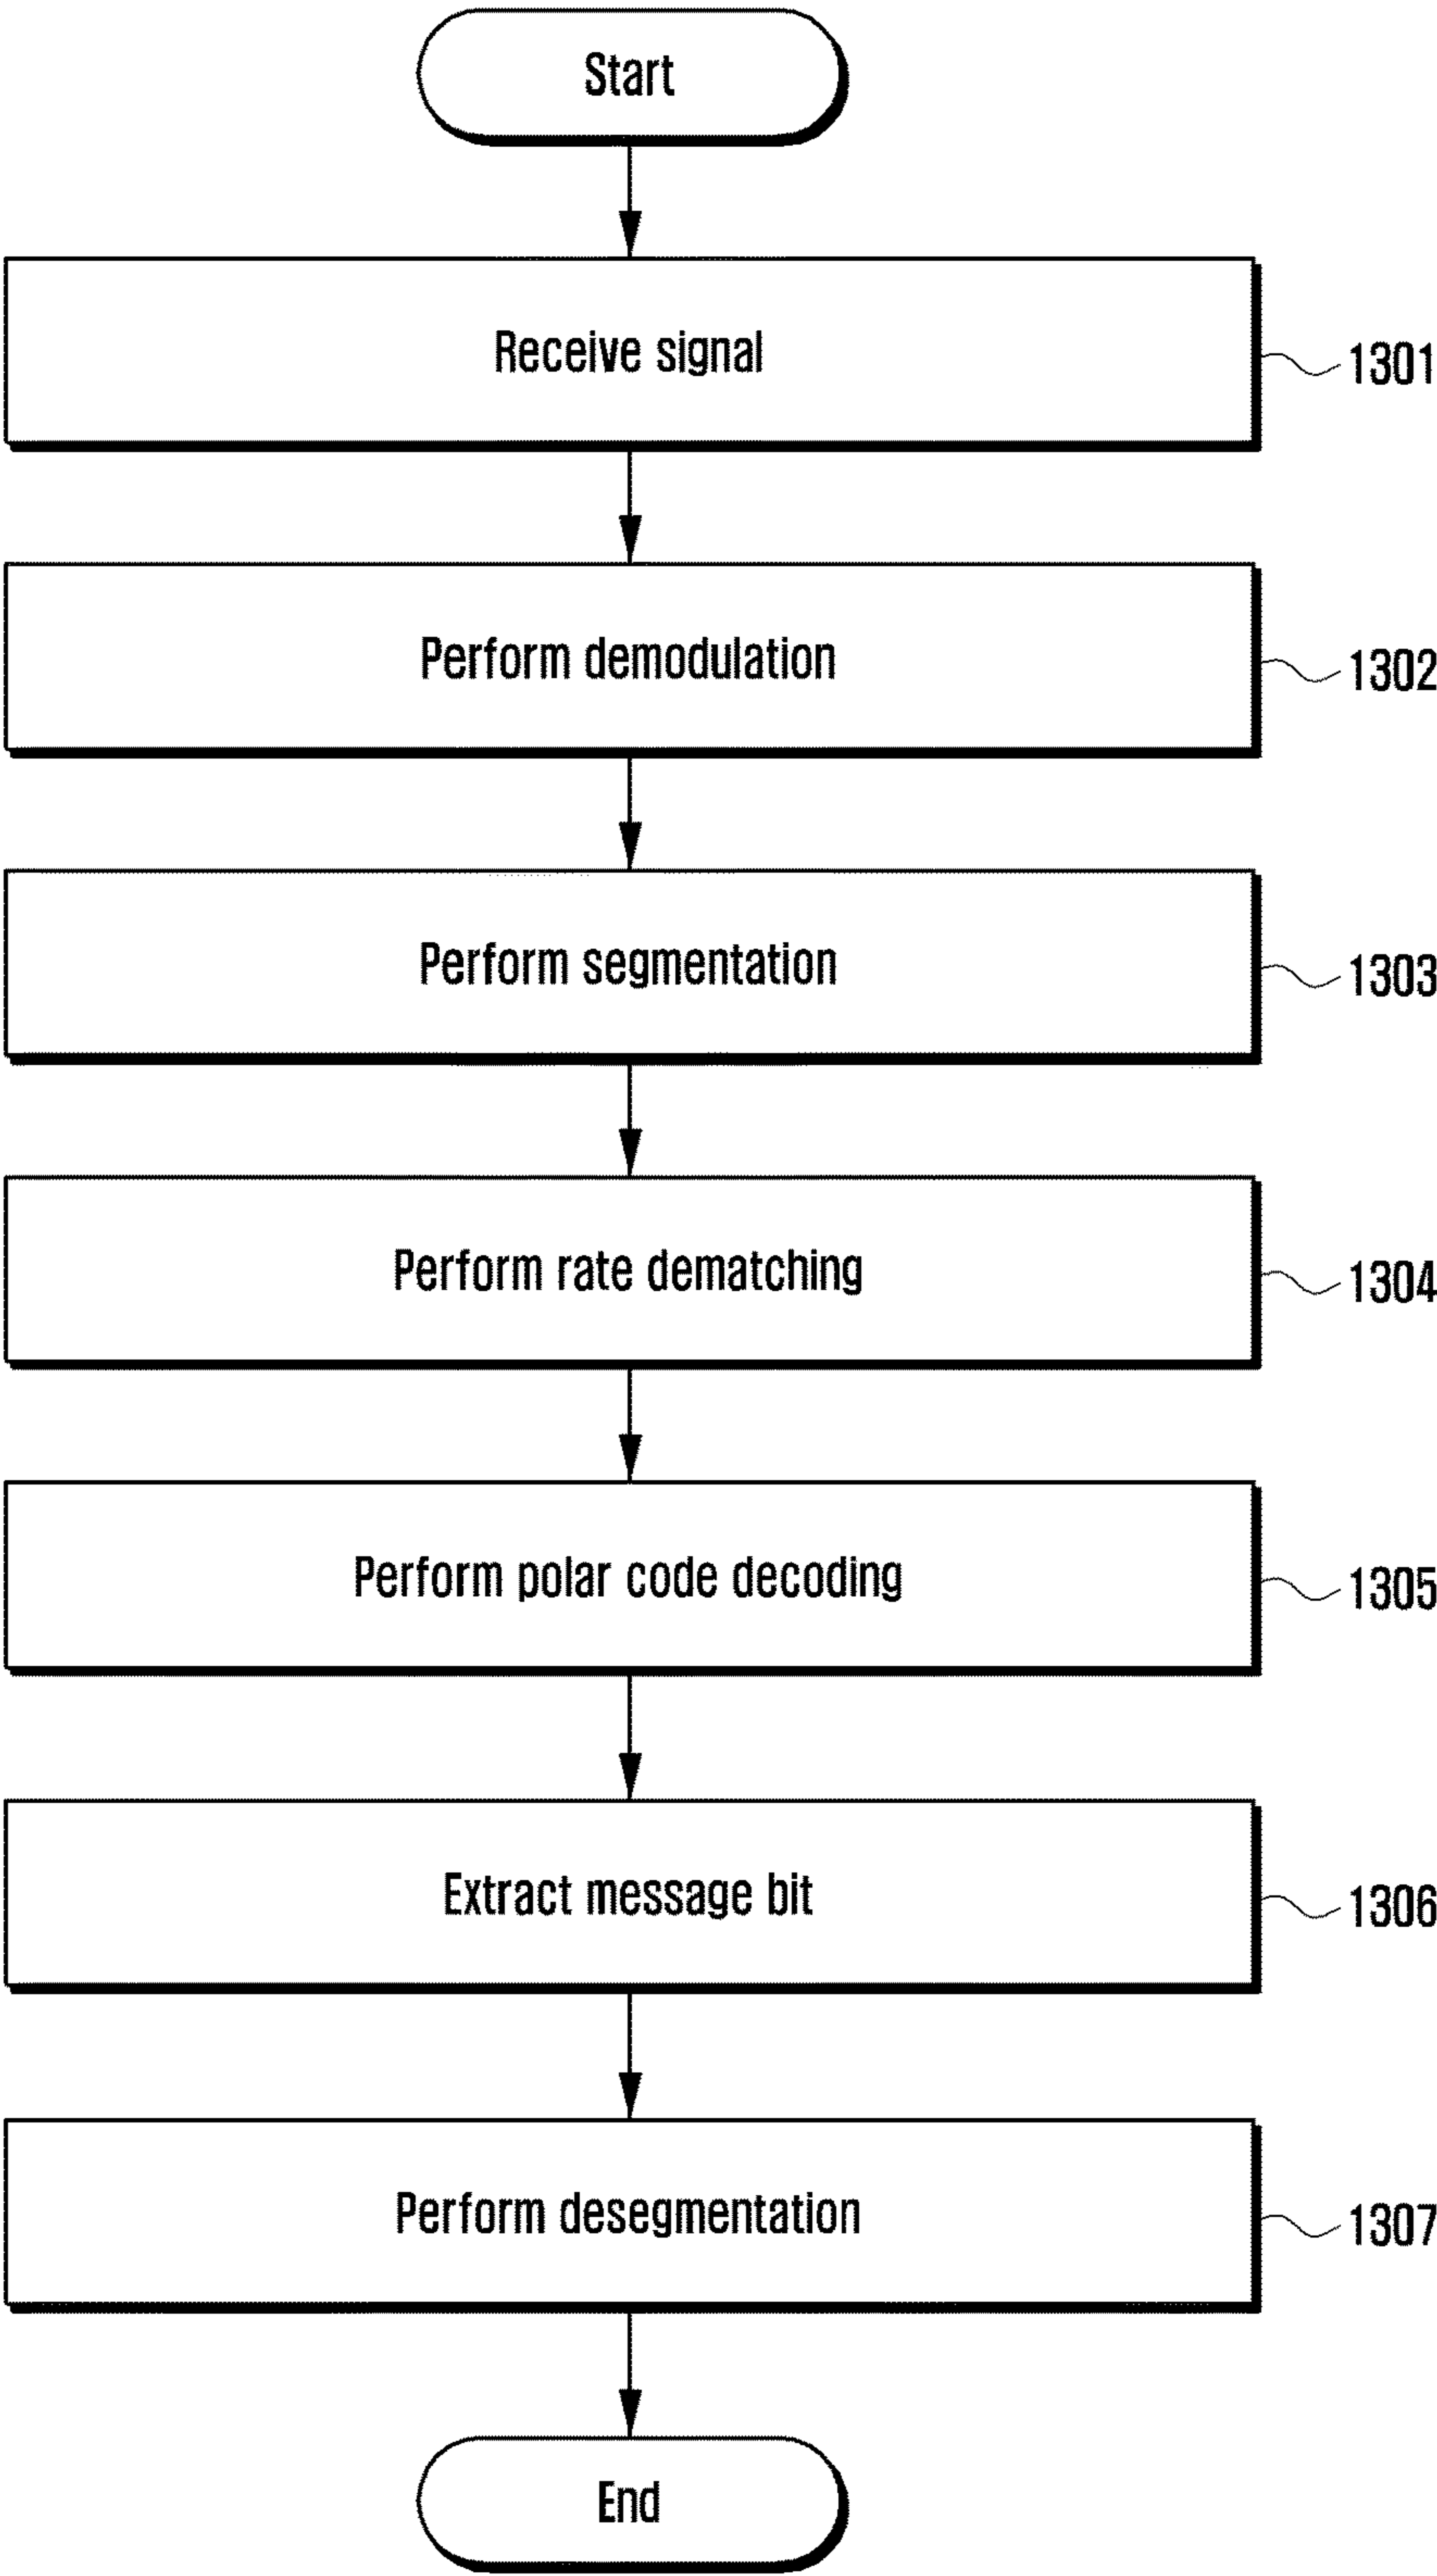 Start
Receive signal
1301
Perform demodulation
1302
Perform segmentation
1303
Perform rate dematching
1304
Perform polar code decoding
1305
Extract message bit
1306
Perform desegmentation
1307
End